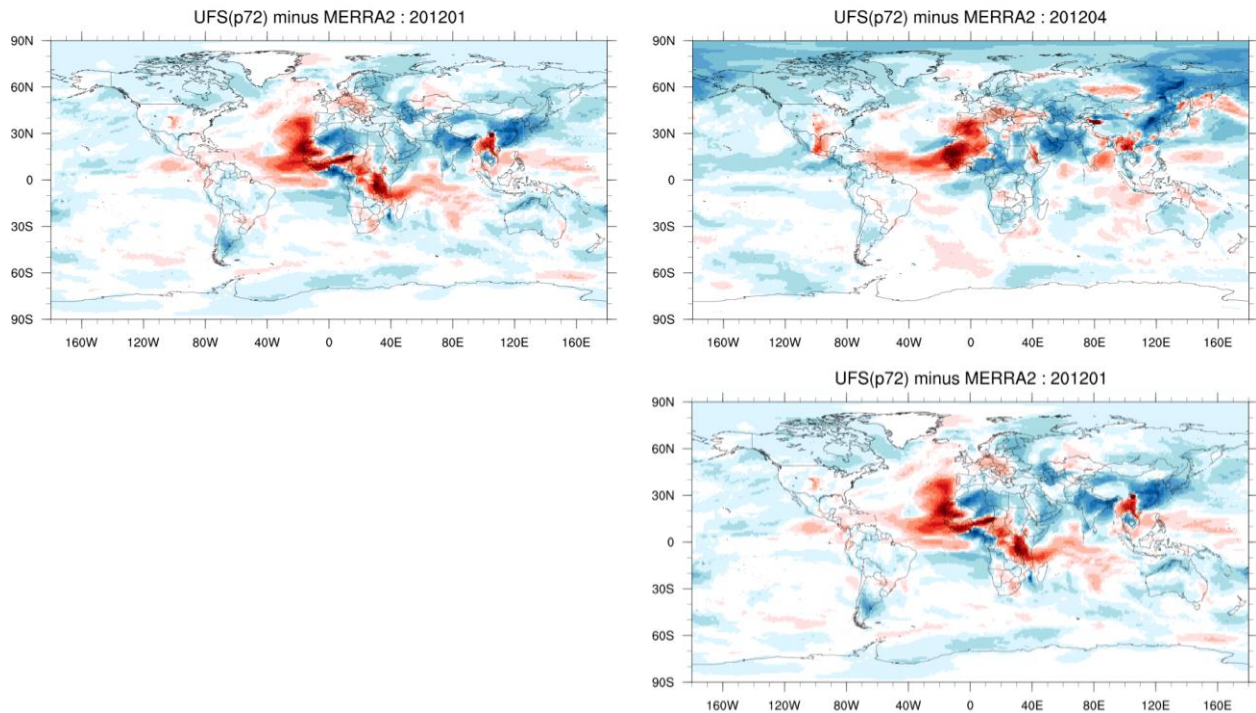 UFS(p72) minus MERRA2 : 201201
90N
60N
30N
0
30S
60S
90S
160W 120W 80W 40W 0 40E 80E 120E 160E
UFS(p72) minus MERRA2 : 201204
90N
60N
30N
0
30S
60S
90S
160W 120W 80W 40W 0 40E 80E 120E 160E
UFS(p72) minus MERRA2 : 201201
90N
60N
30N
0
30S
60S
90S
160W 120W 80W 40W 0 40E 80E 120E 160E